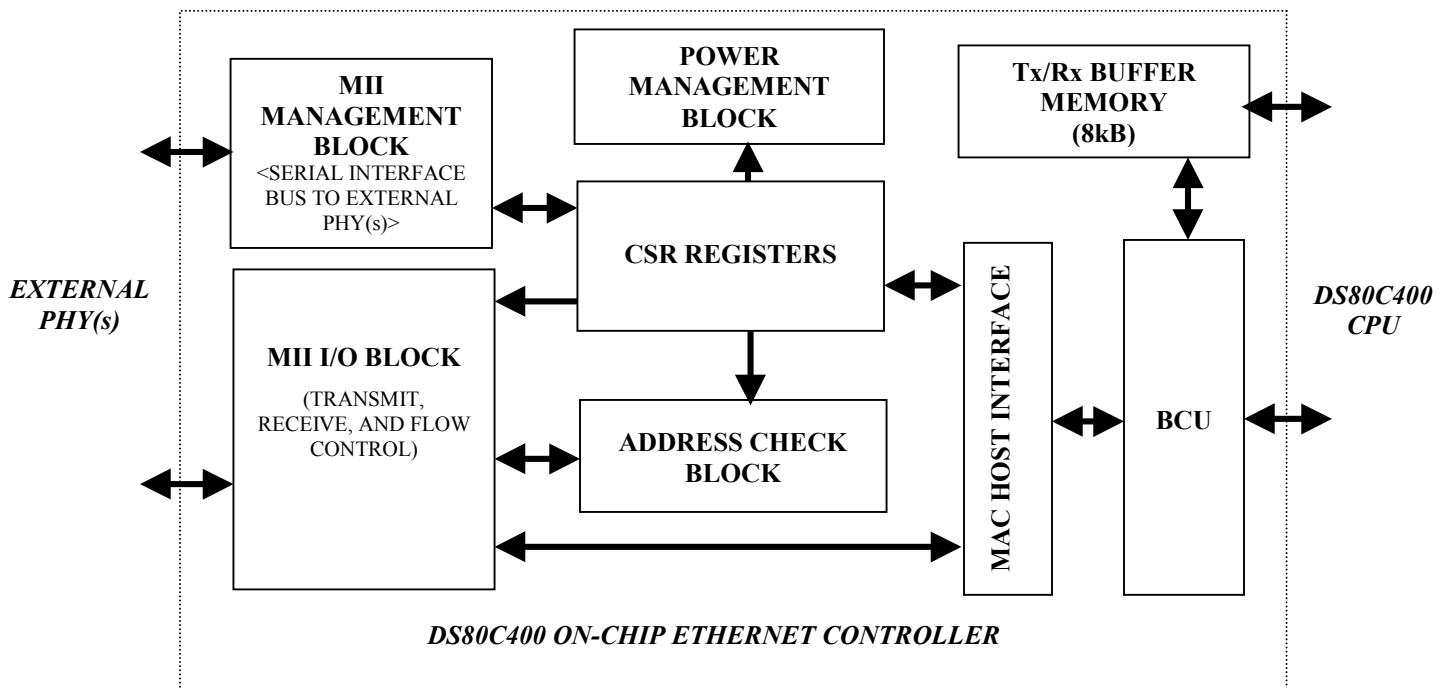 MII
MANAGEMENT
BLOCK
<SERIAL INTERFACE
BUS TO EXTERNAL
PHY(s)>
POWER
MANAGEMENT
BLOCK
Tx/Rx BUFFER
MEMORY
(8kB)
CSR REGISTERS
EXTERNAL
PHY(s)
MII I/O BLOCK
(TRANSMIT,
RECEIVE, AND FLOW
CONTROL)
ADDRESS CHECK
BLOCK
MAC HOST INTERFACE
BCU
DS80C400
CPU
DS80C400 ON-CHIP ETHERNET CONTROLLER